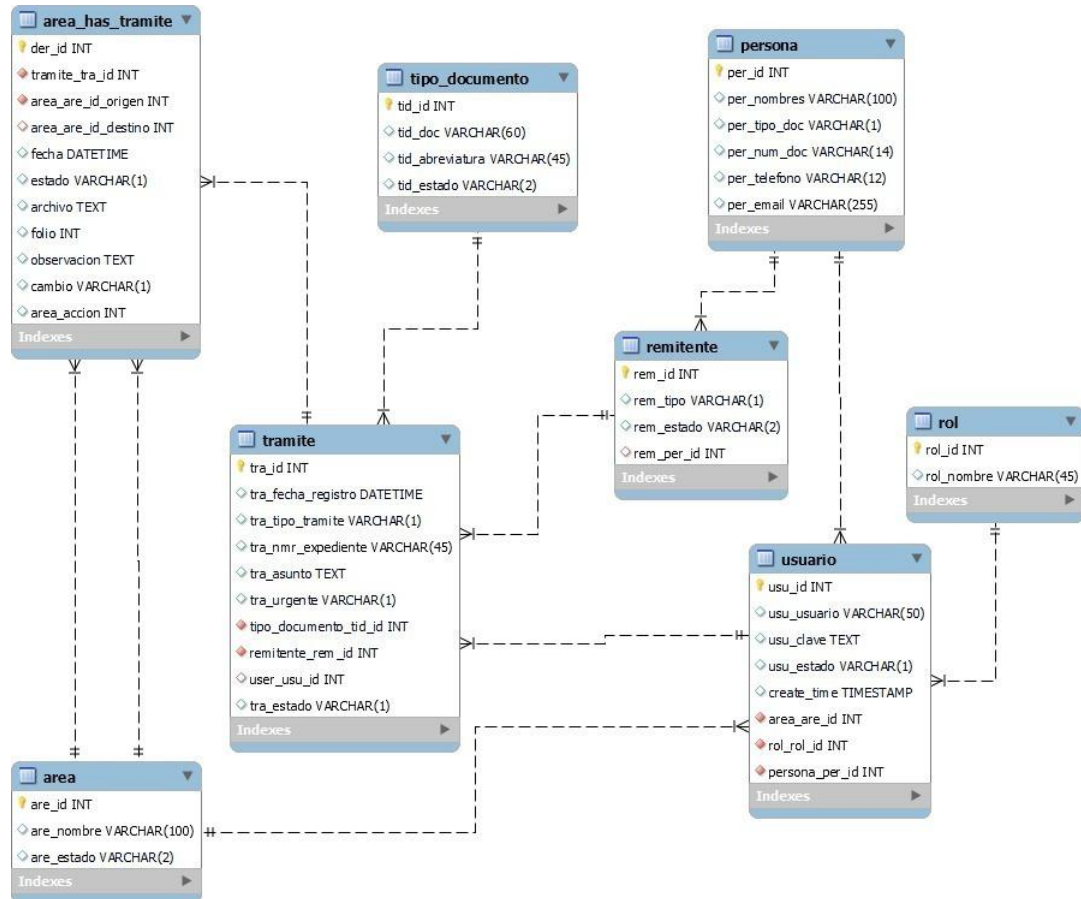 area_has_tramite
der_id INT
tramite_tra_id INT
area_are_id_origen INT
area_are_id_destino INT
fecha DATETIME
estado VARCHAR(1)
archivo TEXT
folio INT
observacion TEXT
cambio VARCHAR(1)
area_accion INT
Indexes
tipo_documento
tid_id INT
tid_doc VARCHAR(60)
tid_abreviatura VARCHAR(45)
tid_estado VARCHAR(2)
Indexes
persona
per_id INT
per_nombres VARCHAR(100)
per_tipo_doc VARCHAR(1)
per_num_doc VARCHAR(14)
per_telefono VARCHAR(12)
per_email VARCHAR(255)
Indexes
remitente
rem_id INT
rem_tipo VARCHAR(1)
rem_estado VARCHAR(2)
rem_per_id INT
Indexes
rol
rol_id INT
rol_nombre VARCHAR(45)
Indexes
tramite
tra_id INT
tra_fecha_registro DATETIME
tra_tipo_tramite VARCHAR(1)
tra_nmr_expediente VARCHAR(45)
tra_asunto TEXT
tra_urgente VARCHAR(1)
tipo_documento_tid_id INT
remitente_rem_id INT
user_usu_id INT
tra_estado VARCHAR(1)
Indexes
usuario
usu_id INT
usu_usuario VARCHAR(50)
usu_clave TEXT
usu_estado VARCHAR(1)
create_time TIMESTAMP
area_are_id INT
rol_rol_id INT
persona_per_id INT
Indexes
area
are_id INT
are_nombre VARCHAR(100)
are_estado VARCHAR(2)
Indexes